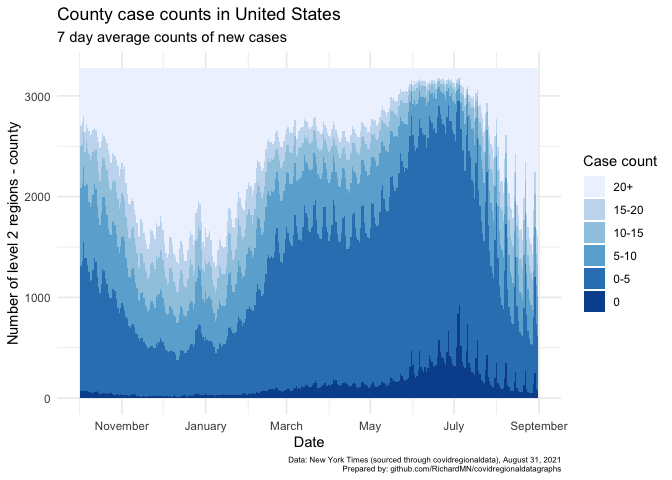 County case counts in United States
7 day average counts of new cases
Number of level 2 regions - county
3000
2000
1000
0
November
January
March
May
July
September
Date
Case count
20+
15-20
10-15
5-10
0-5
0
Data: New York Times (sourced through covidregionaldata), August 31, 2021
Prepared by: github.com/RichardMN/covidregionaldatagraphs